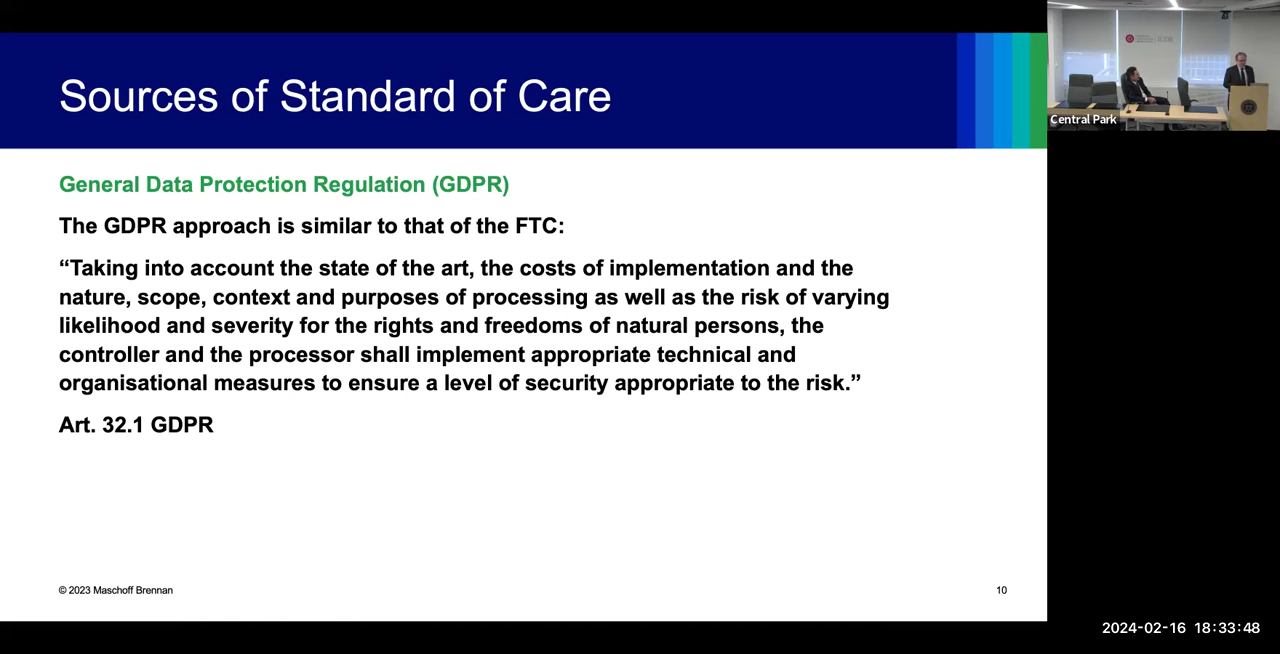 Sources of Standard of Care
General Data Protection Regulation (GDPR)
The GDPR approach is similar to that of the FTC:
“Taking into account the state of the art, the costs of implementation and the
nature, scope, context and purposes of processing as well as the risk of varying
likelihood and severity for the rights and freedoms of natural persons, the
controller and the processor shall implement appropriate technical and
organisational measures to ensure a level of security appropriate to the risk.”
Art. 32.1 GDPR
© 2023 Maschoff Brennan
10
Central Park
2024-02-16 18:33:48